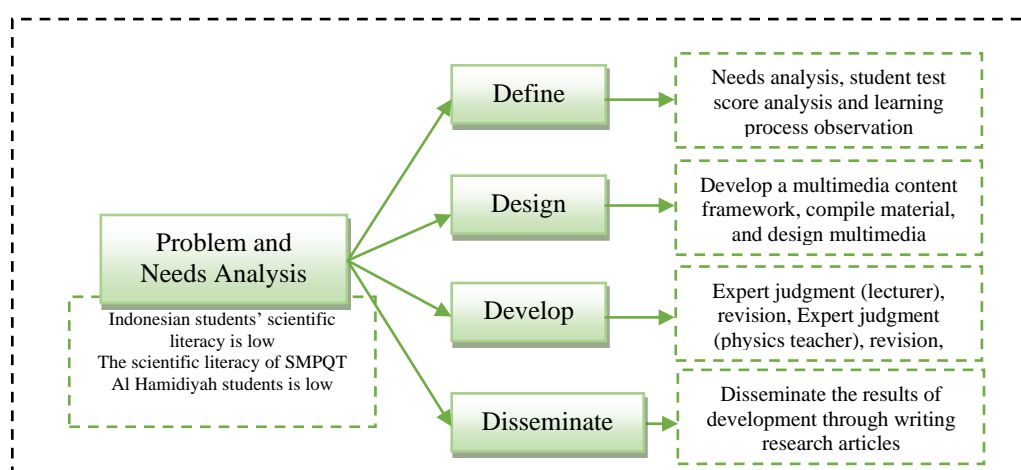 Problem and
Needs Analysis
Indonesian students’ scientific
literacy is low
The scientific literacy of SMPQT
Al Hamidiyah students is low
Define
Needs analysis, student test
score analysis and learning
process observation
Design
Develop a multimedia content
framework, compile material,
and design multimedia
Develop
Expert judgment (lecturer),
revision, Expert judgment
(physics teacher), revision,
Disseminate
Disseminate the results of
development through writing
research articles